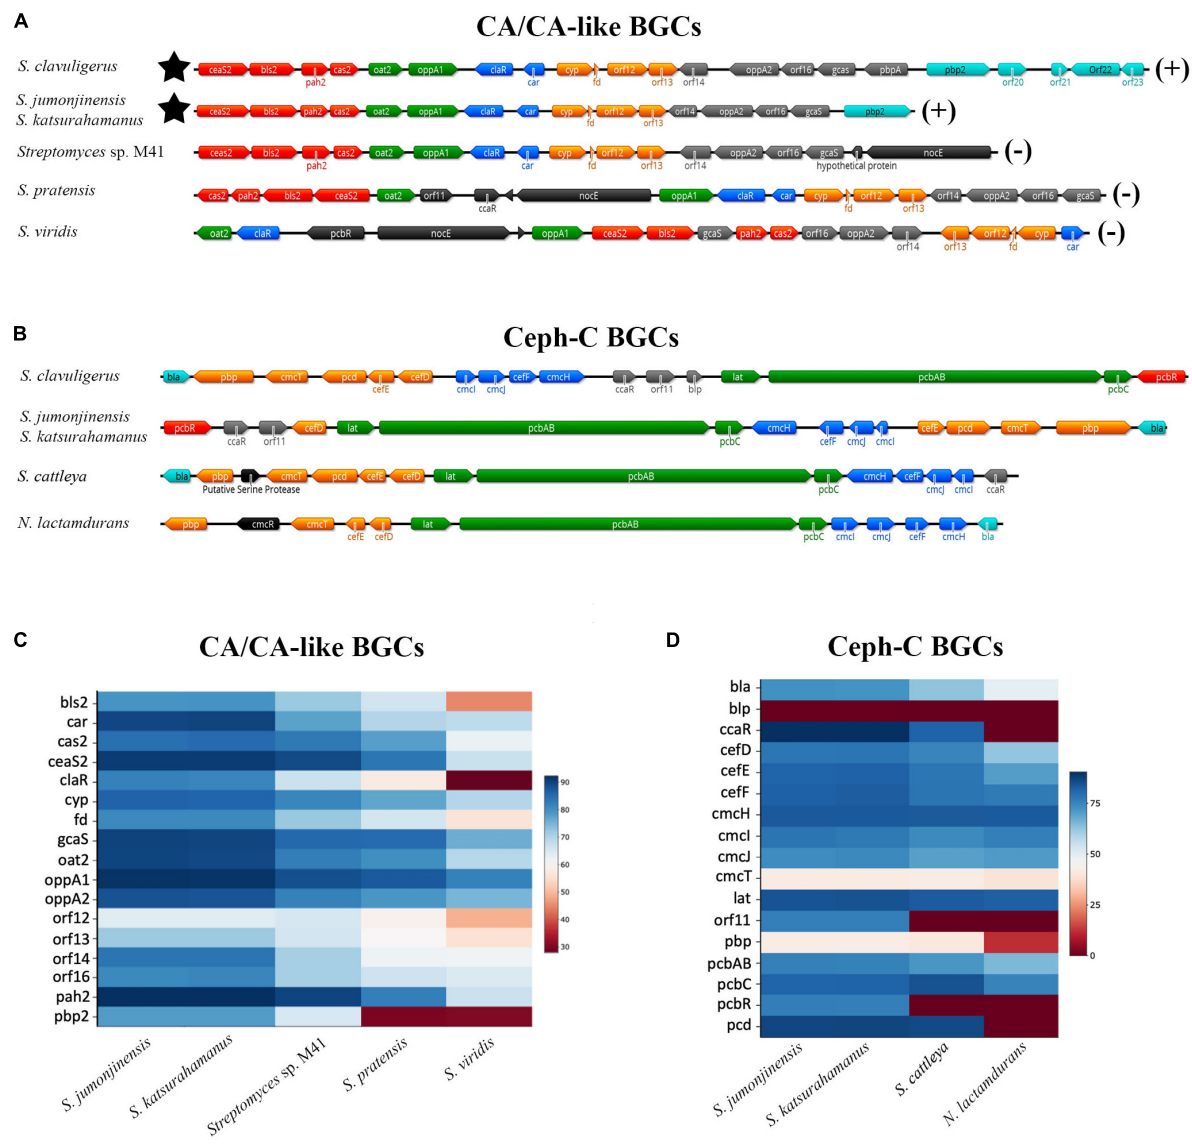 A
CA/CA-like BGCs
S. clavuligerus
ceaS2 bls2 pah2 cas2 oat2 oppA1 claR car cyp fd orf12 orf13 orf14 oppA2 orf16 gcas pbpA pbp2 orf20 orf21 Orf22 orf23 (+)
S. jumonjinensis
S. katsurahamanus
ceaS2 bls2 pah2 cas2 oat2 oppA1 claR car cyp fd orf12 orf13 orf14 oppA2 orf16 gcaS pbp2 (+)
Streptomyces sp. M41
ceas2 bls2 pah2 cas2 oat2 oppA1 claR car cyp fd orf12 orf13 orf14 oppA2 orf16 gcaS hypothetical protein nocE (-)
S. pratensis
cas2 pah2 bls2 ceaS2 oat2 orf11 ccaR nocE oppA1 claR car cyp fd orf12 orf13 orf14 oppA2 orf16 gcaS (-)
S. viridis
oat2 claR pcbR nocE oppA1 ceaS2 bls2 gcaS pah2 cas2 orf16 oppA2 orf14 orf13 orf12 fd cyp car (-)
B
Ceph-C BGCs
S. clavuligerus
bla pbp cmcT pcd cefE cefD cmcI cmcJ cefF cmcH ccaR orf11 blp lat pcbAB pcbC pcbR
S. jumonjinensis
S. katsurahamanus
pcbR ccaR orf11 cefD lat pcbAB pcbC cmcH cefF cmcJ cmcI cefE pcd cmcT pbp bla
S. cattleya
bla pbp Putative Serine Protease cmcT pcd cefE cefD lat pcbAB pcbC cmcH cefF cmcJ cmcI ccaR
N. lactamdurans
pbp cmcR cmcT cefE cefD lat pcbAB pcbC cmcI cmcJ cefF cmcH bla
C
CA/CA-like BGCs
bls2
car
cas2
ceaS2
claR
cyp
fd
gcaS
oat2
oppA1
oppA2
orf12
orf13
orf14
orf16
pah2
pbp2
S. jumonjinensis
S. katsurahamanus
Streptomyces sp. M41
S. pratensis
S. viridis
90
80
70
60
50
40
30
D
Ceph-C BGCs
bla
blp
ccaR
cefD
cefE
cefF
cmcH
cmcI
cmcJ
cmcT
lat
orf11
pbp
pcbAB
pcbC
pcbR
pcd
S. jumonjinensis
S. katsurahamanus
S. cattleya
N. lactamdurans
75
50
25
0